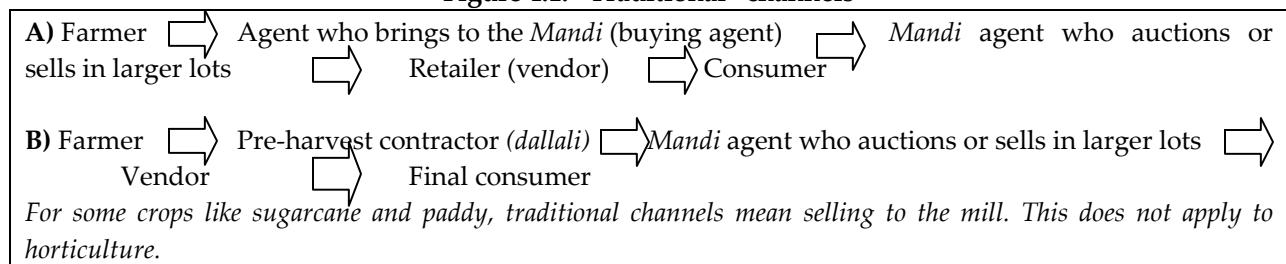 Figure 1.1. "Traditional" channels
A) Farmer Agent who brings to the Mandi (buying agent) Mandi agent who auctions or
sells in larger lots Retailer (vendor) Consumer
B) Farmer Pre-harvest contractor (dallali) Mandi agent who auctions or sells in larger lots
Vendor Final consumer
For some crops like sugarcane and paddy, traditional channels mean selling to the mill. This does not apply to
horticulture.